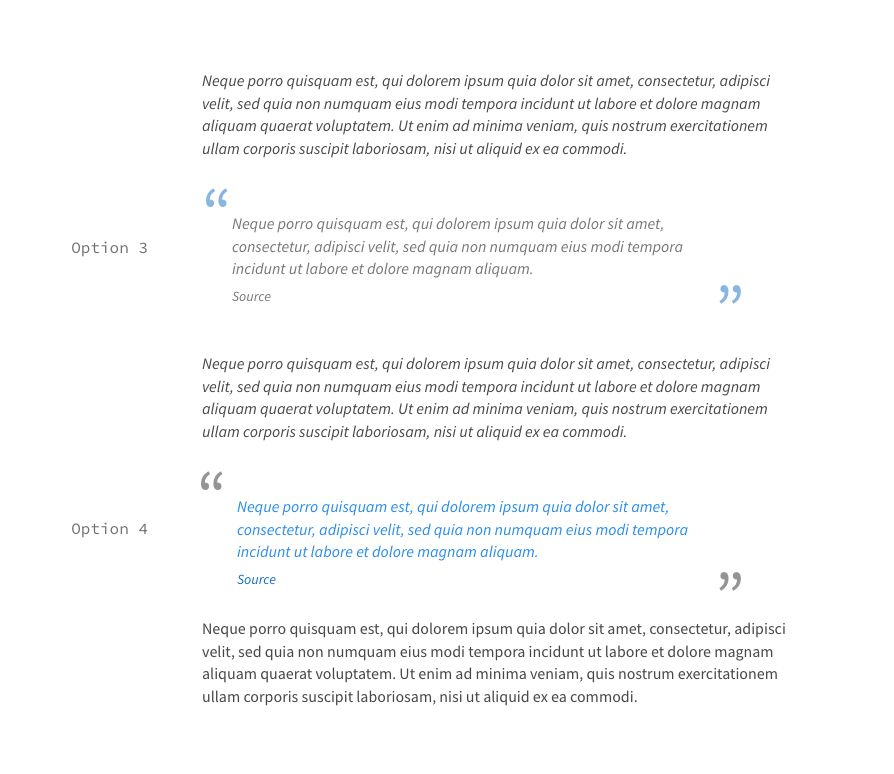 Neque porro quisquam est, qui dolorem ipsum quia dolor sit amet, consectetur, adipisci
velit, sed quia non numquam eius modi tempora incidunt ut labore et dolore magnam
aliquam quaerat voluptatem. Ut enim ad minima veniam, quis nostrum exercitationem
ullam corporis suscipit laboriosam, nisi ut aliquid ex ea commodi.
“
Neque porro quisquam est, qui dolorem ipsum quia dolor sit amet,
Option 3
consectetur, adipisci velit, sed quia non numquam eius modi tempora
incidunt ut labore et dolore magnam aliquam.
Source
”
Neque porro quisquam est, qui dolorem ipsum quia dolor sit amet, consectetur, adipisci
velit, sed quia non numquam eius modi tempora incidunt ut labore et dolore magnam
aliquam quaerat voluptatem. Ut enim ad minima veniam, quis nostrum exercitationem
ullam corporis suscipit laboriosam, nisi ut aliquid ex ea commodi.
“
Neque porro quisquam est, qui dolorem ipsum quia dolor sit amet,
Option 4
consectetur, adipisci velit, sed quia non numquam eius modi tempora
incidunt ut labore et dolore magnam aliquam.
Source
”
Neque porro quisquam est, qui dolorem ipsum quia dolor sit amet, consectetur, adipisci
velit, sed quia non numquam eius modi tempora incidunt ut labore et dolore magnam
aliquam quaerat voluptatem. Ut enim ad minima veniam, quis nostrum exercitationem
ullam corporis suscipit laboriosam, nisi ut aliquid ex ea commodi.